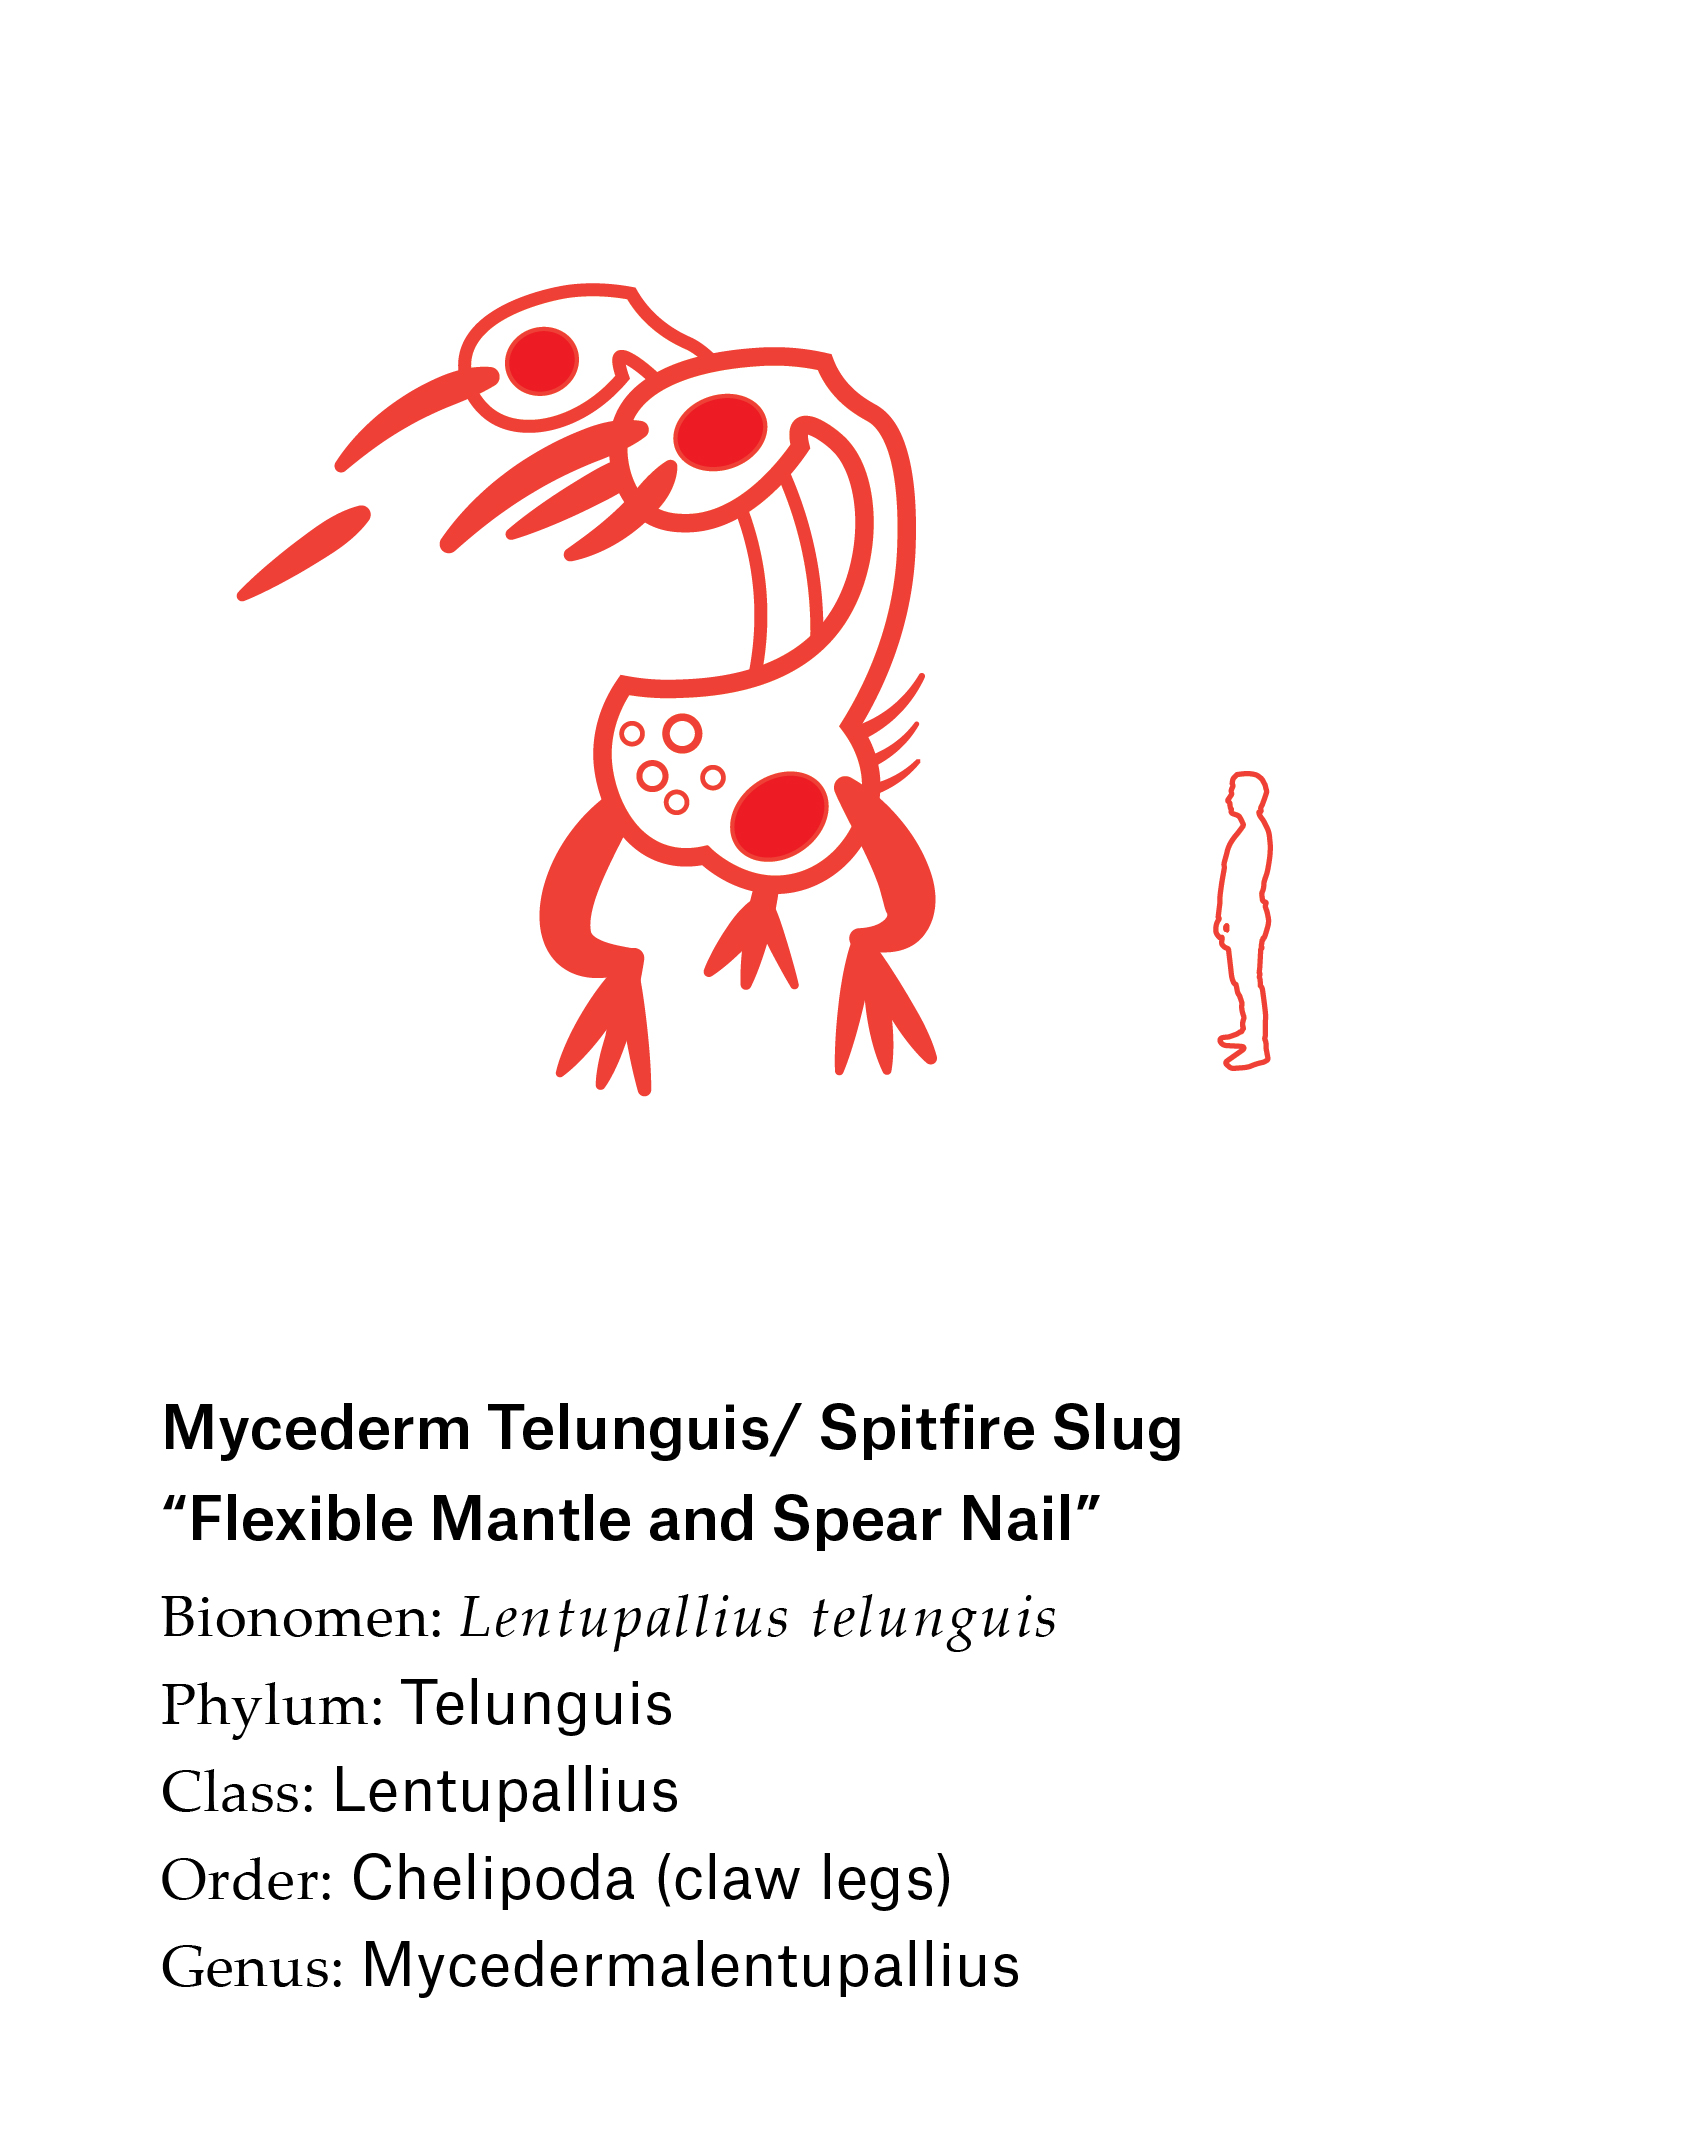 Mycederm Telunguis/ Spitfire Slug
“Flexible Mantle and Spear Nail”
Bionomen: Lentupallius telunguis
Phylum: Telunguis
Class: Lentupallius
Order: Chelipoda (claw legs)
Genus: Mycedermalentupallius